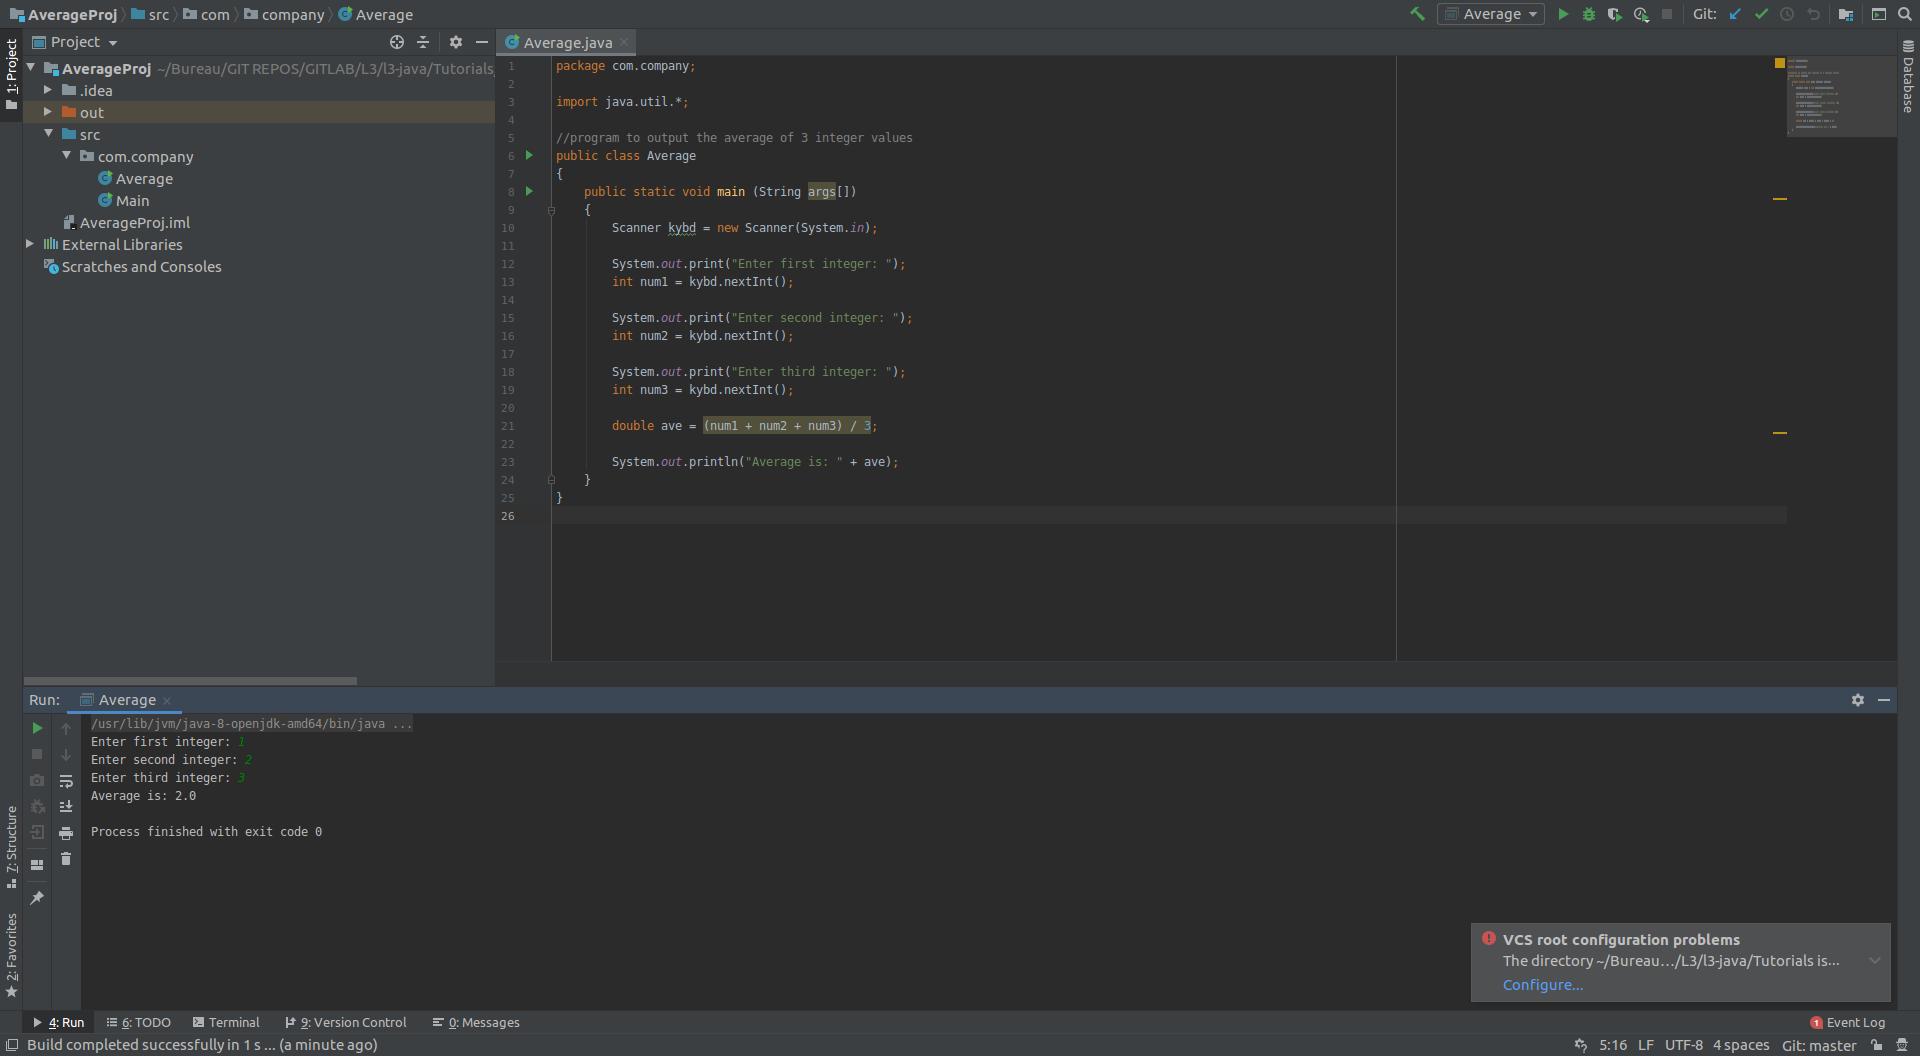 AverageProj src com company Average
Average Git:
Project
Average.java
1: Project
Database
AverageProj ~/Bureau/GIT REPOS/GITLAB/L3/l3-java/Tutorials
.idea
out
src
com.company
Average
Main
AverageProj.iml
External Libraries
Scratches and Consoles
1 package com.company;
2
3 import java.util.*;
4
5 //program to output the average of 3 integer values
6 public class Average
7 {
8 public static void main (String args[])
9 {
10 Scanner kybd = new Scanner(System.in);
11
12 System.out.print("Enter first integer: ");
13 int num1 = kybd.nextInt();
14
15 System.out.print("Enter second integer: ");
16 int num2 = kybd.nextInt();
17
18 System.out.print("Enter third integer: ");
19 int num3 = kybd.nextInt();
20
21 double ave = (num1 + num2 + num3) / 3;
22
23 System.out.println("Average is: " + ave);
24 }
25 }
26
Run: Average
/usr/lib/jvm/java-8-openjdk-amd64/bin/java ...
Enter first integer: 1
Enter second integer: 2
Enter third integer: 3
Average is: 2.0
Process finished with exit code 0
7: Structure
2: Favorites
VCS root configuration problems
The directory ~/Bureau.../L3/l3-java/Tutorials is...
Configure...
4: Run 6: TODO Terminal 9: Version Control 0: Messages 1 Event Log
Build completed successfully in 1 s ... (a minute ago) 5:16 LF UTF-8 4 spaces Git: master